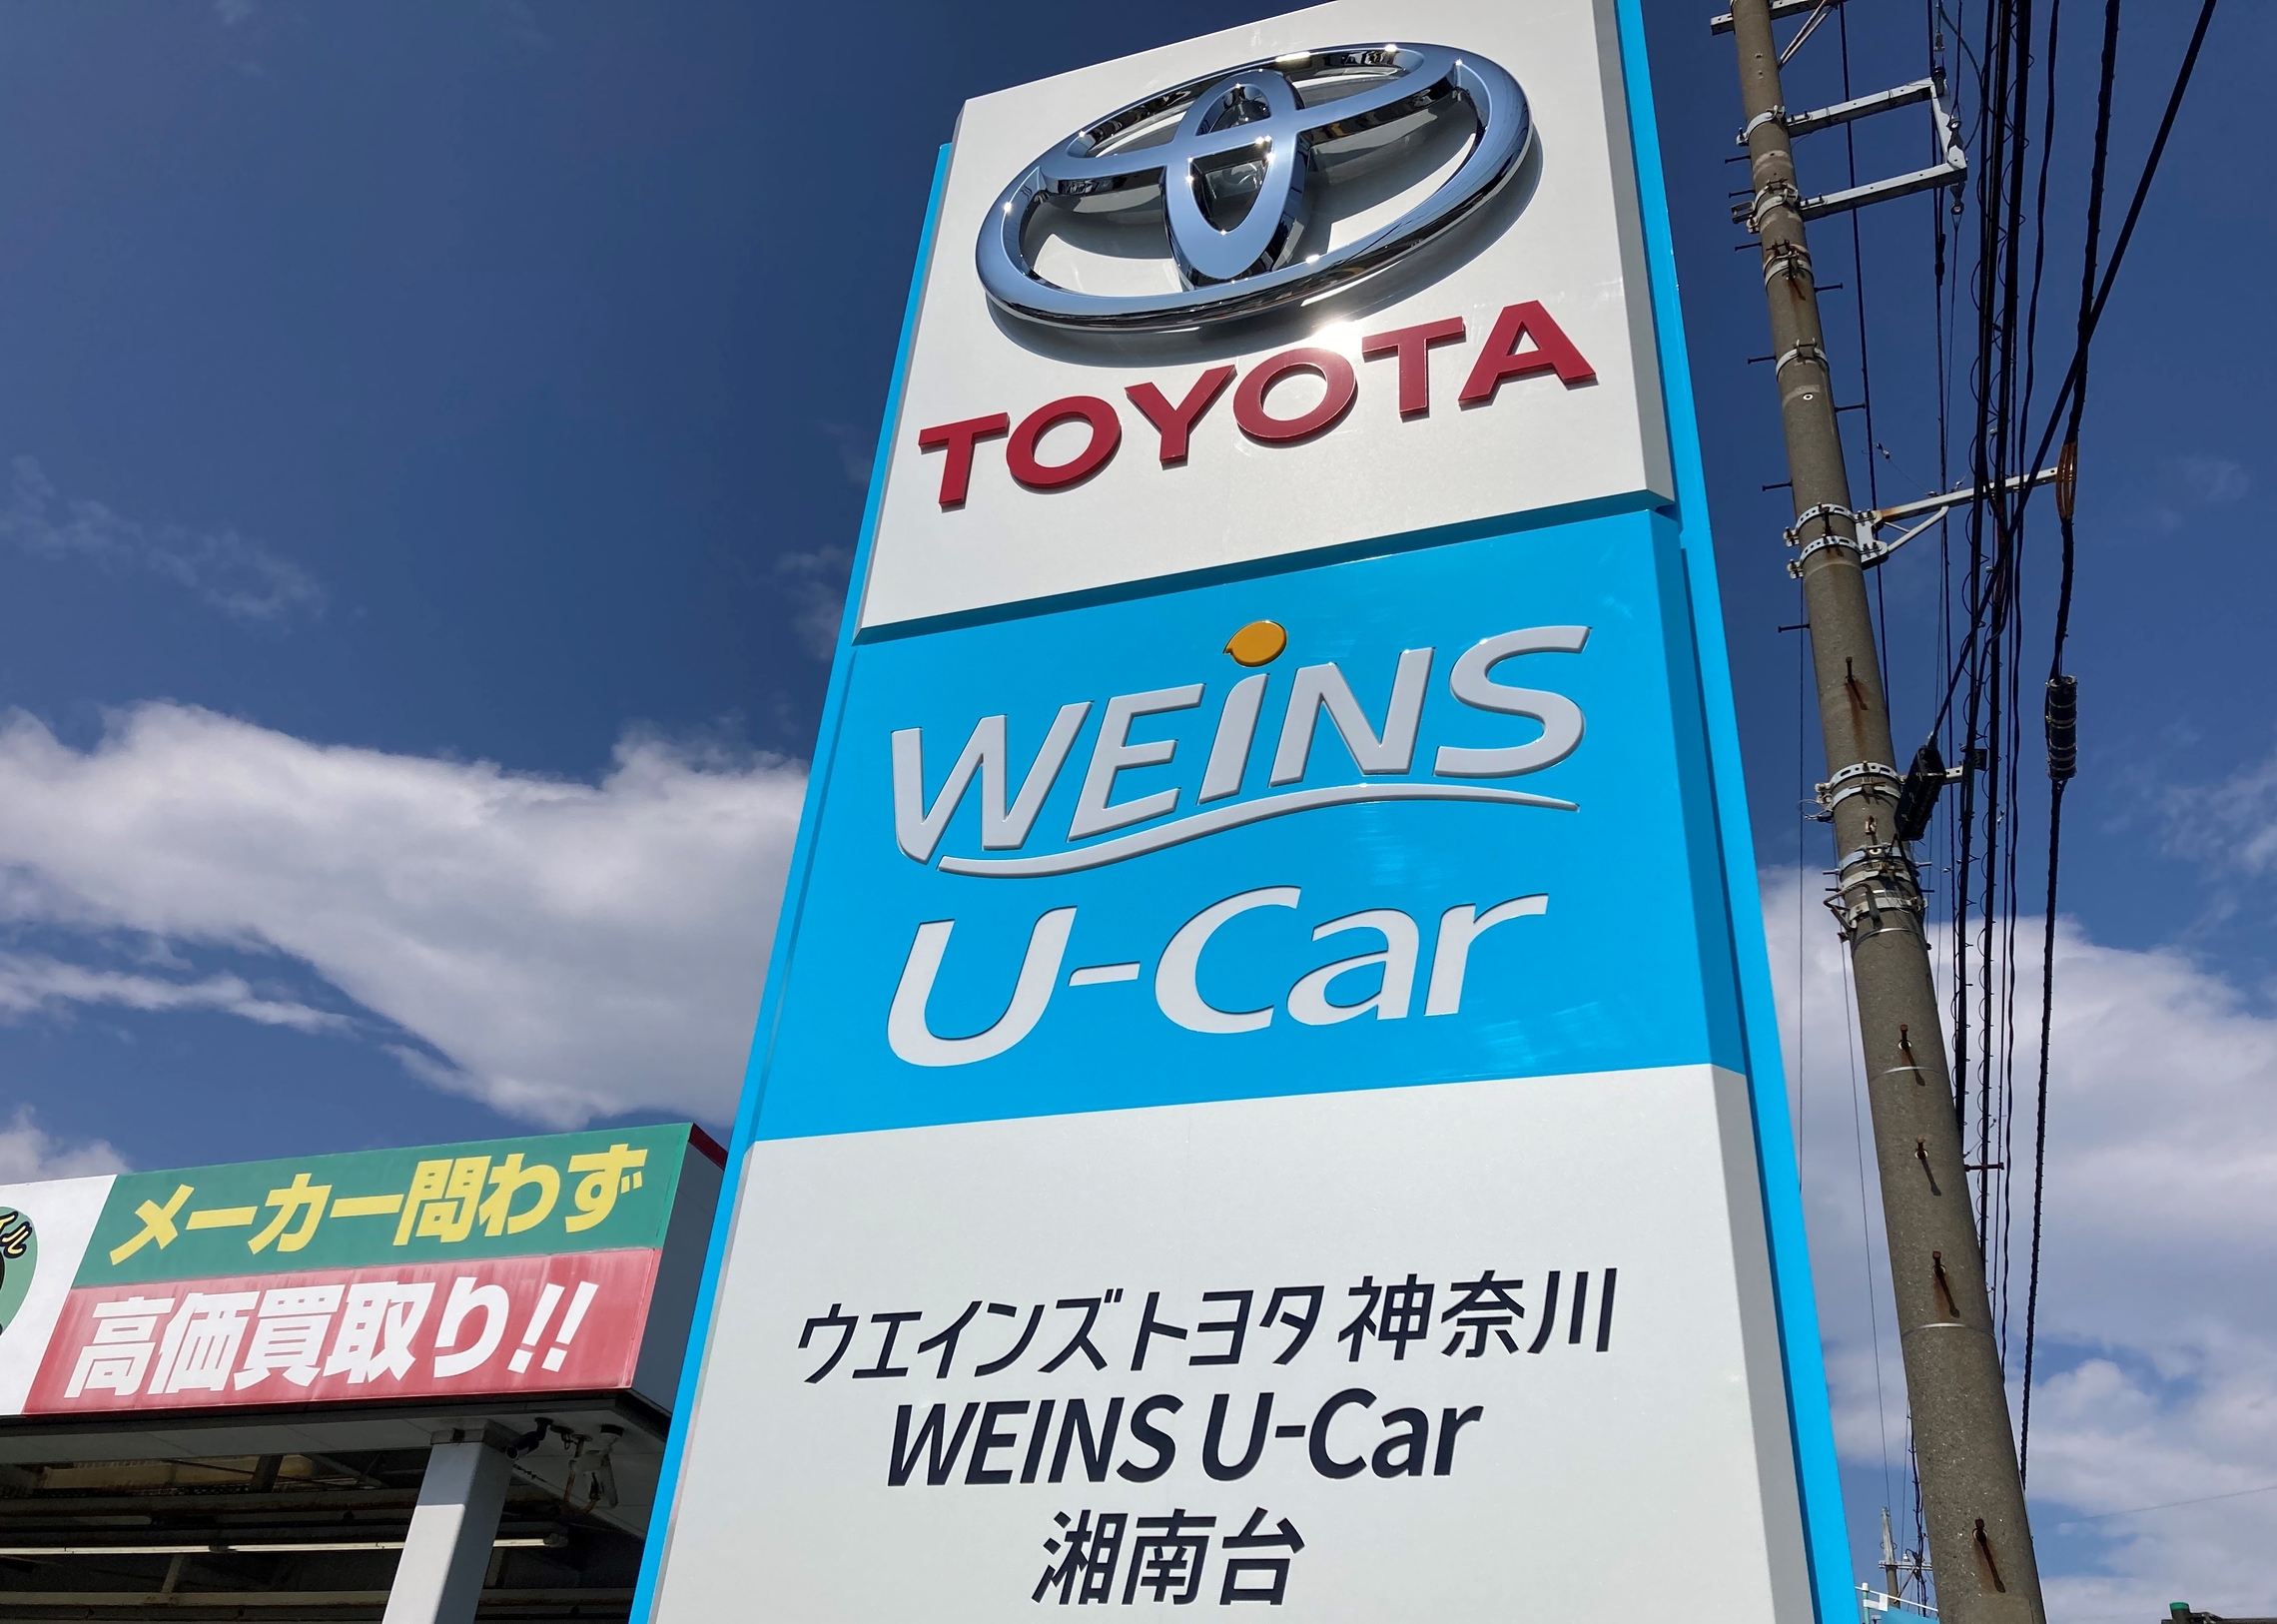 TOYOTA
WEiNS
U-Car
ウエインズトヨタ神奈川
WEINS U-Car
湘南台
メーカー問わず
高価買取り!!